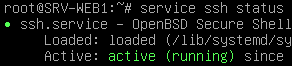 root@SRV-WEB1:~# service ssh status
● ssh.service - OpenBSD Secure Shell
Loaded: loaded (/lib/systemd/sy
Active: active (running) since